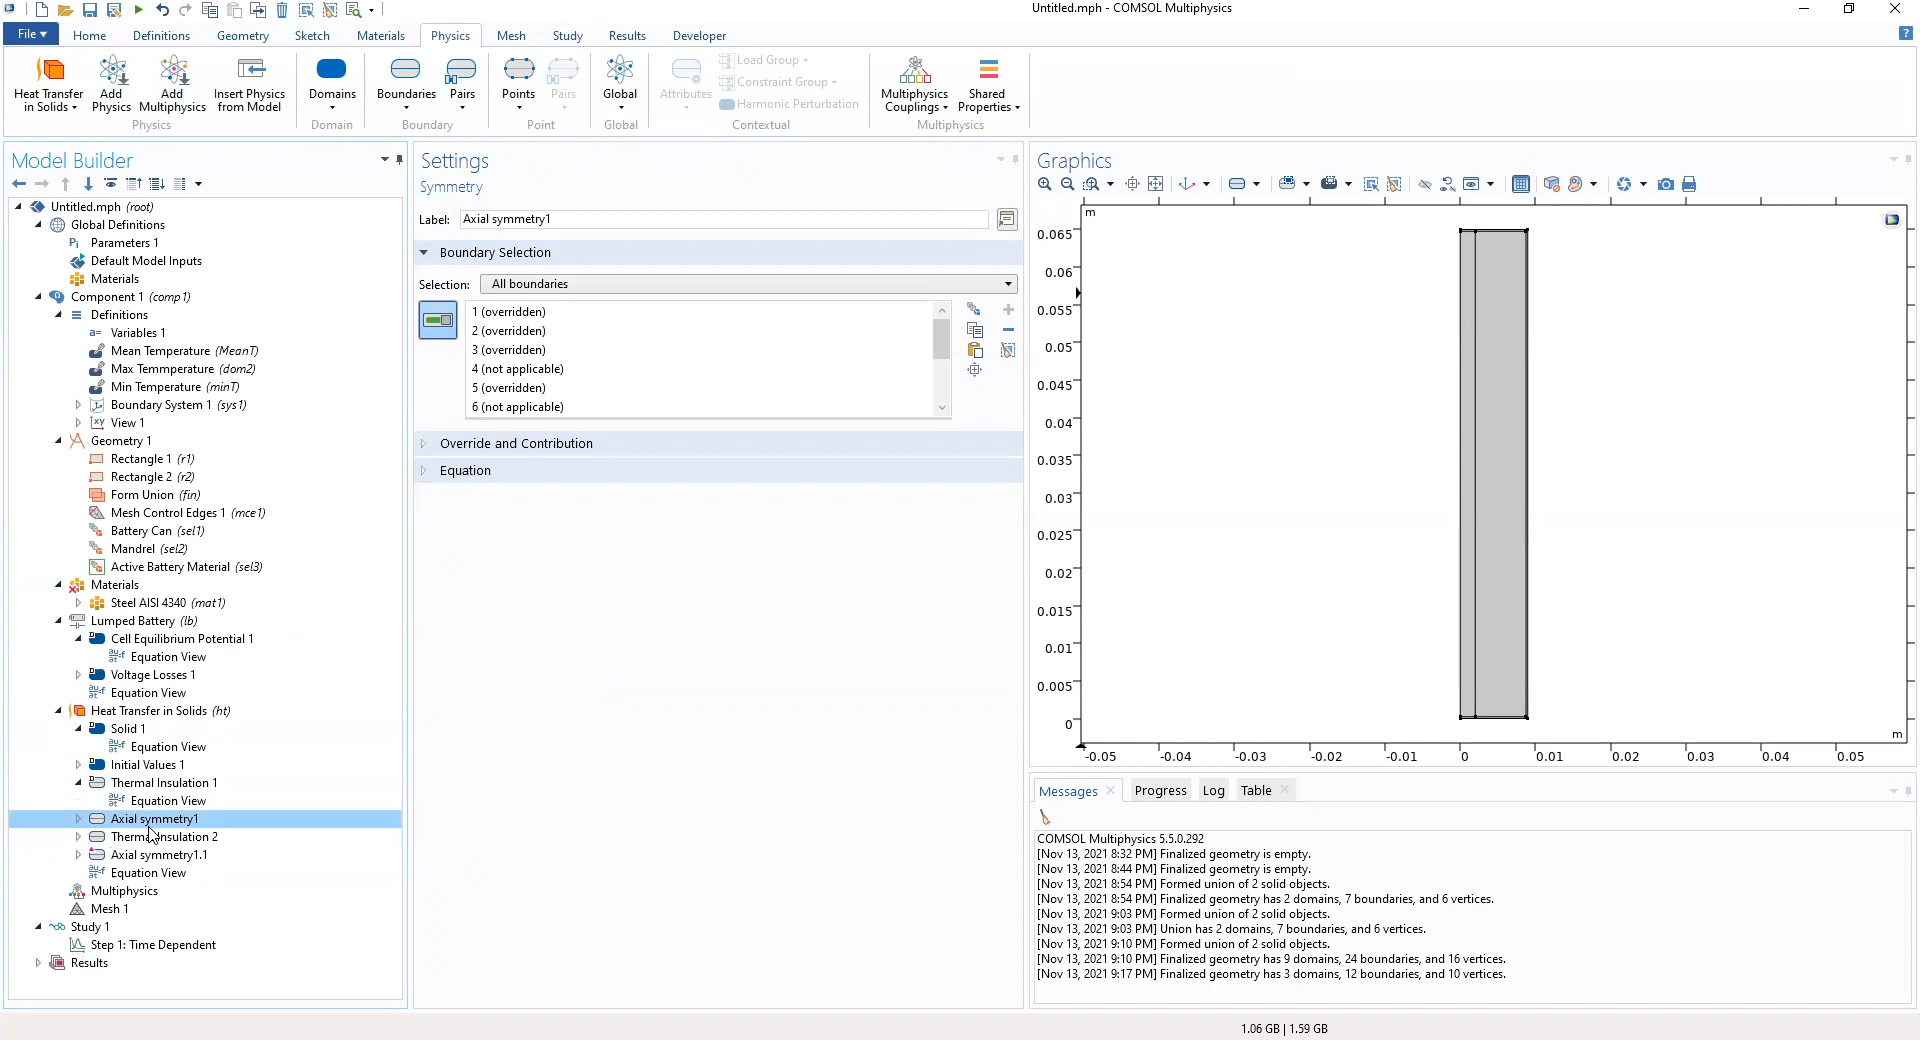 Untitled.mph - COMSOL Multiphysics
File Home Definitions Geometry Sketch Materials Physics Mesh Study Results Developer
Heat Transfer in Solids
Add Physics
Add Multiphysics
Insert Physics from Model
Physics
Domains
Domain
Boundaries
Pairs
Boundary
Points
Pairs
Point
Global
Global
Attributes
Load Group
Constraint Group
Harmonic Perturbation
Contextual
Multiphysics Couplings
Shared Properties
Multiphysics
Model Builder
Untitled.mph (root)
Global Definitions
Pi Parameters 1
Default Model Inputs
Materials
Component 1 (comp1)
Definitions
a= Variables 1
Mean Temperature (MeanT)
Max Temmperature (dom2)
Min Temperature (minT)
Boundary System 1 (sys1)
xy View 1
Geometry 1
Rectangle 1 (r1)
Rectangle 2 (r2)
Form Union (fin)
Mesh Control Edges 1 (mce1)
Battery Can (sel1)
Mandrel (sel2)
Active Battery Material (sel3)
Materials
Steel AISI 4340 (mat1)
Lumped Battery (lb)
Cell Equilibrium Potential 1
Equation View
Voltage Losses 1
Equation View
Heat Transfer in Solids (ht)
Solid 1
Equation View
Initial Values 1
Thermal Insulation 1
Equation View
Axial symmetry1
Thermal Insulation 2
Axial symmetry1.1
Equation View
Multiphysics
Mesh 1
Study 1
Step 1: Time Dependent
Results
Settings
Symmetry
Label: Axial symmetry1
Boundary Selection
Selection: All boundaries
1 (overridden)
2 (overridden)
3 (overridden)
4 (not applicable)
5 (overridden)
6 (not applicable)
Override and Contribution
Equation
Graphics
m
0.065
0.06
0.055
0.05
0.045
0.04
0.035
0.03
0.025
0.02
0.015
0.01
0.005
0
m
-0.05 -0.04 -0.03 -0.02 -0.01 0 0.01 0.02 0.03 0.04 0.05
Messages Progress Log Table
COMSOL Multiphysics 5.5.0.292
[Nov 13, 2021 8:32 PM] Finalized geometry is empty.
[Nov 13, 2021 8:44 PM] Finalized geometry is empty.
[Nov 13, 2021 8:54 PM] Formed union of 2 solid objects.
[Nov 13, 2021 8:54 PM] Finalized geometry has 2 domains, 7 boundaries, and 6 vertices.
[Nov 13, 2021 9:03 PM] Formed union of 2 solid objects.
[Nov 13, 2021 9:03 PM] Union has 2 domains, 7 boundaries, and 6 vertices.
[Nov 13, 2021 9:10 PM] Formed union of 2 solid objects.
[Nov 13, 2021 9:10 PM] Finalized geometry has 9 domains, 24 boundaries, and 16 vertices.
[Nov 13, 2021 9:17 PM] Finalized geometry has 3 domains, 12 boundaries, and 10 vertices.
1.06 GB | 1.59 GB